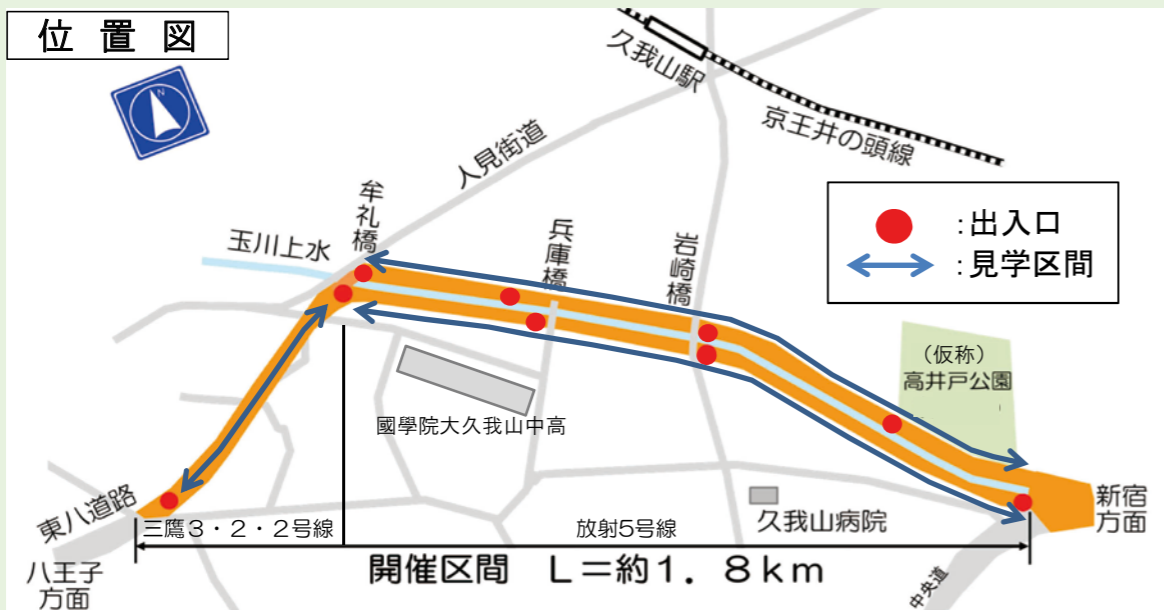 位置図
N
久我山駅
京王井の頭線
人見街道
牟礼橋
玉川上水
兵庫橋
岩崎橋
：出入口
：見学区間
（仮称）
高井戸公園
國學院大久我山中高
東八道路
三鷹３・２・２号線
放射５号線
久我山病院
新宿
方面
八王子
方面
開催区間　Ｌ＝約１．８ｋｍ
中央道